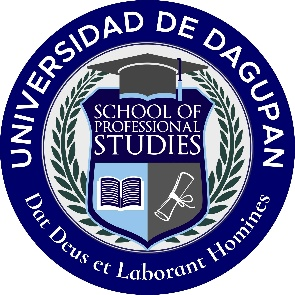 UNIVERSIDAD DE DAGUPAN
SCHOOL OF
PROFESSIONAL
STUDIES
Dat Deus et Laborant Homines